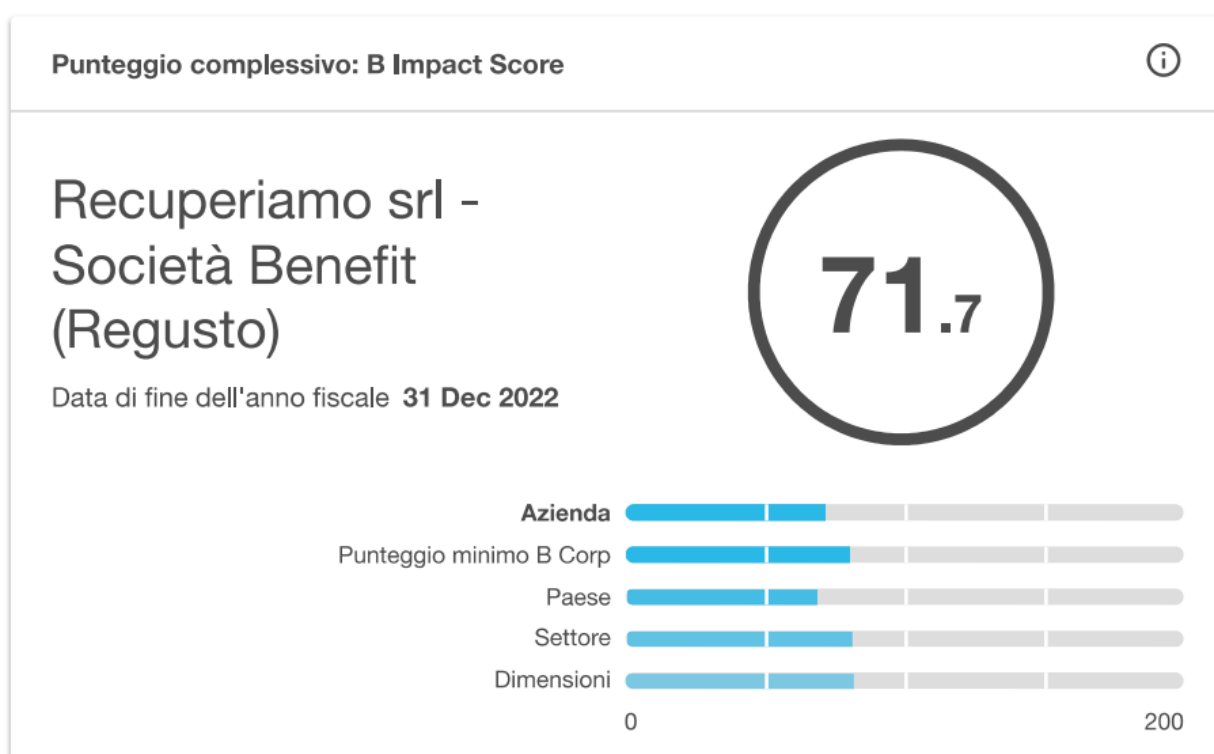 Punteggio complessivo: B Impact Score
Recuperiamo srl -
Società Benefit
(Regusto)
Data di fine dell'anno fiscale 31 Dec 2022
71.7
Azienda
Punteggio minimo B Corp
Paese
Settore
Dimensioni
0 200